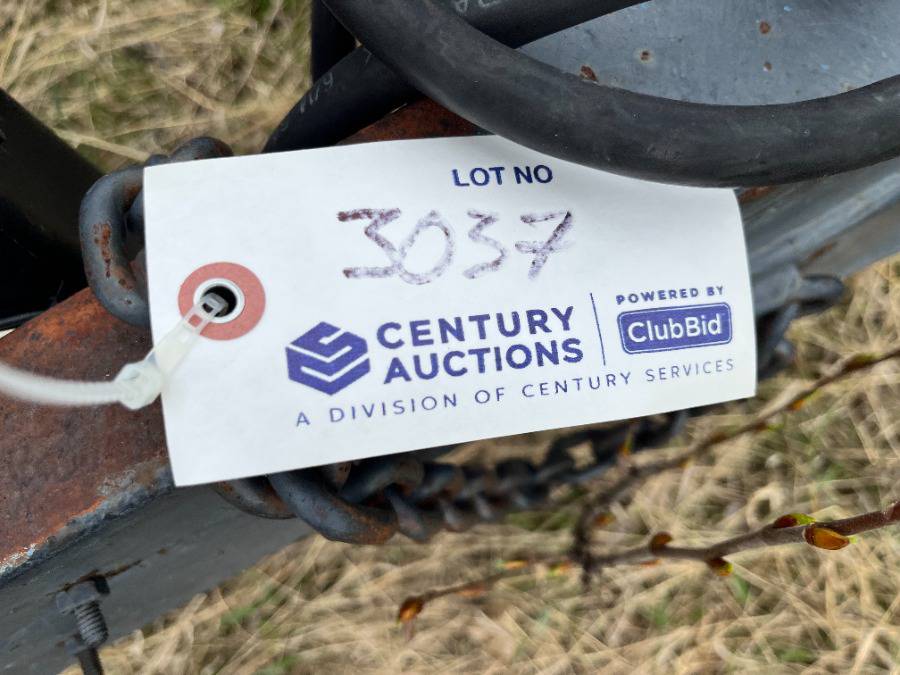 LOT NO
3037
CENTURY
AUCTIONS
POWERED BY
ClubBid
A DIVISION OF CENTURY SERVICES